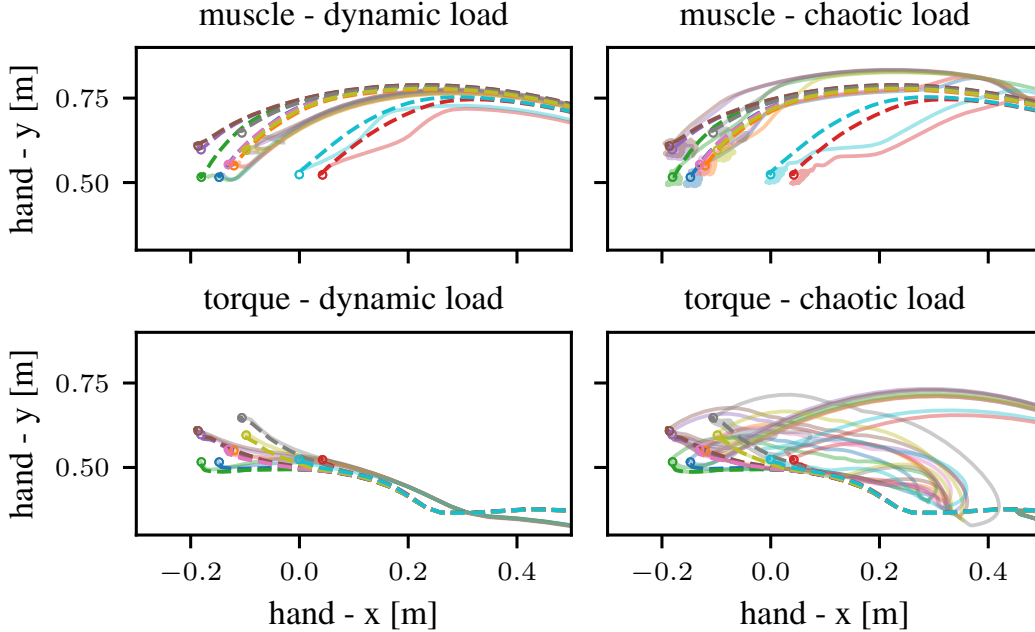 muscle - dynamic load
muscle - chaotic load
hand - y [m]
0.75
0.50
torque - dynamic load
torque - chaotic load
hand - y [m]
0.75
0.50
−0.2
0.0
0.2
0.4
−0.2
0.0
0.2
0.4
hand - x [m]
hand - x [m]